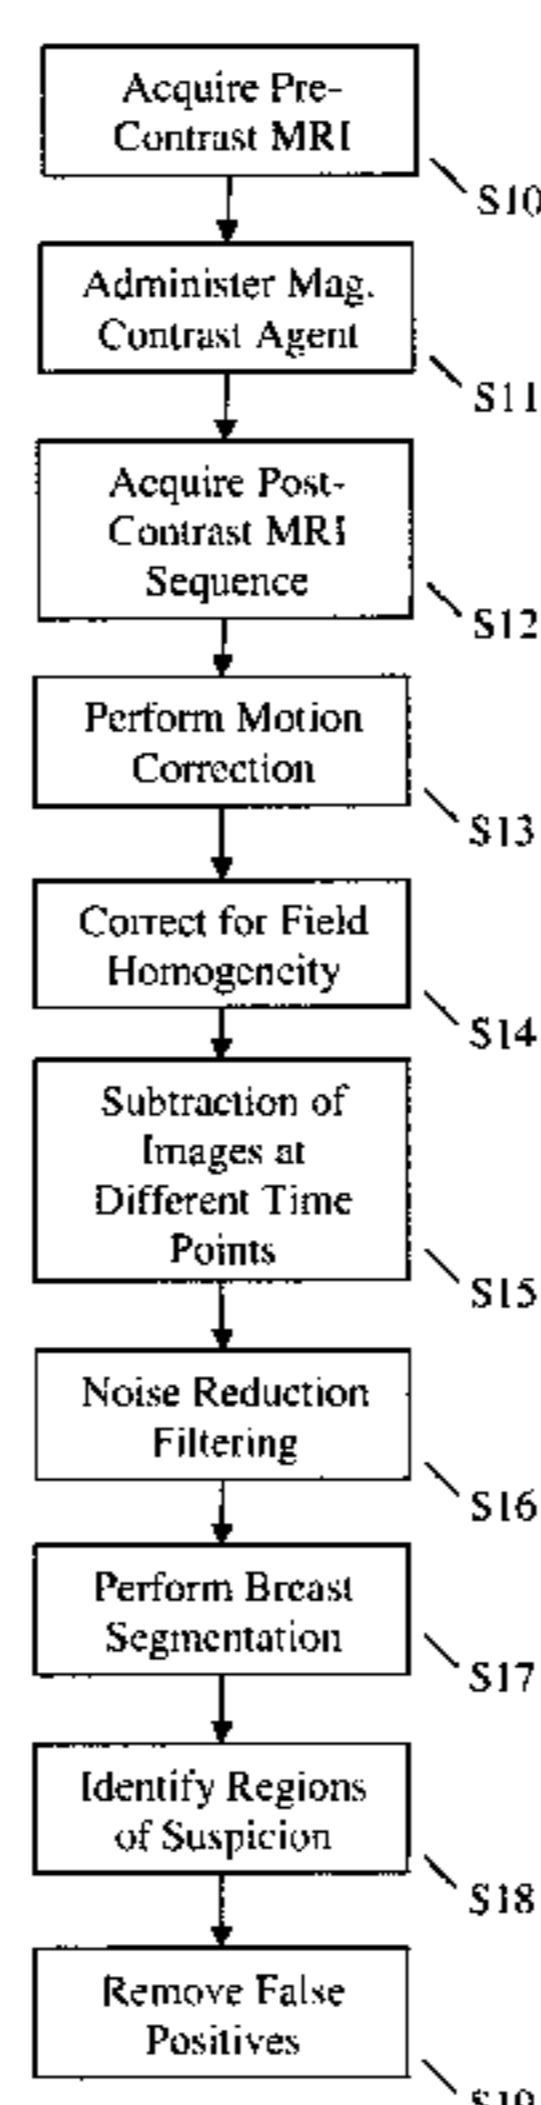 Acquire Pre-
Contrast MRI
S10
Administer Mag.
Contrast Agent
S11
Acquire Post-
Contrast MRI
Sequence
S12
Perform Motion
Correction
S13
Correct for Field
Homogeneity
S14
Subtraction of
Images at
Different Time
Points
S15
Noise Reduction
Filtering
S16
Perform Breast
Segmentation
S17
Identify Regions
of Suspicion
S18
Remove False
Positives
S19